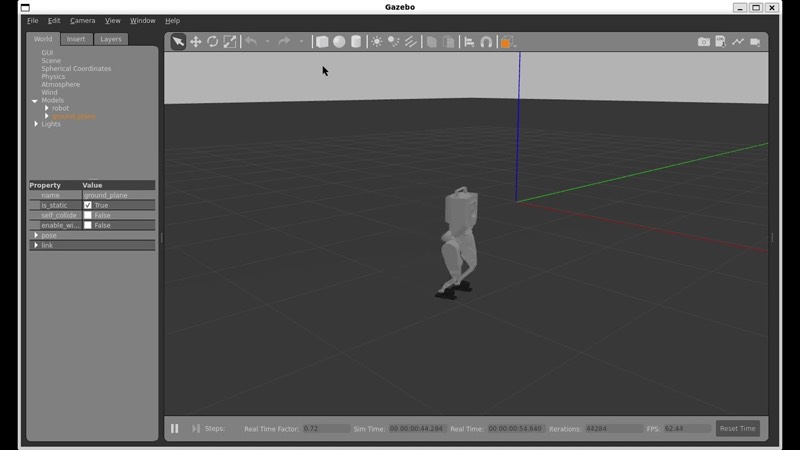 Gazebo
File Edit Camera View Window Help
World Insert Layers
GUI
Scene
Spherical Coordinates
Physics
Atmosphere
Wind
Models
robot
ground_plane
Lights
Property Value
name ground_plane
is_static True
self_collide False
enable_wi... False
pose
link
Steps: Real Time Factor: 0.72 Sim Time: 00 00:00:44.284 Real Time: 00 00:00:54.840 Iterations: 44284 FPS: 62.44 Reset Time